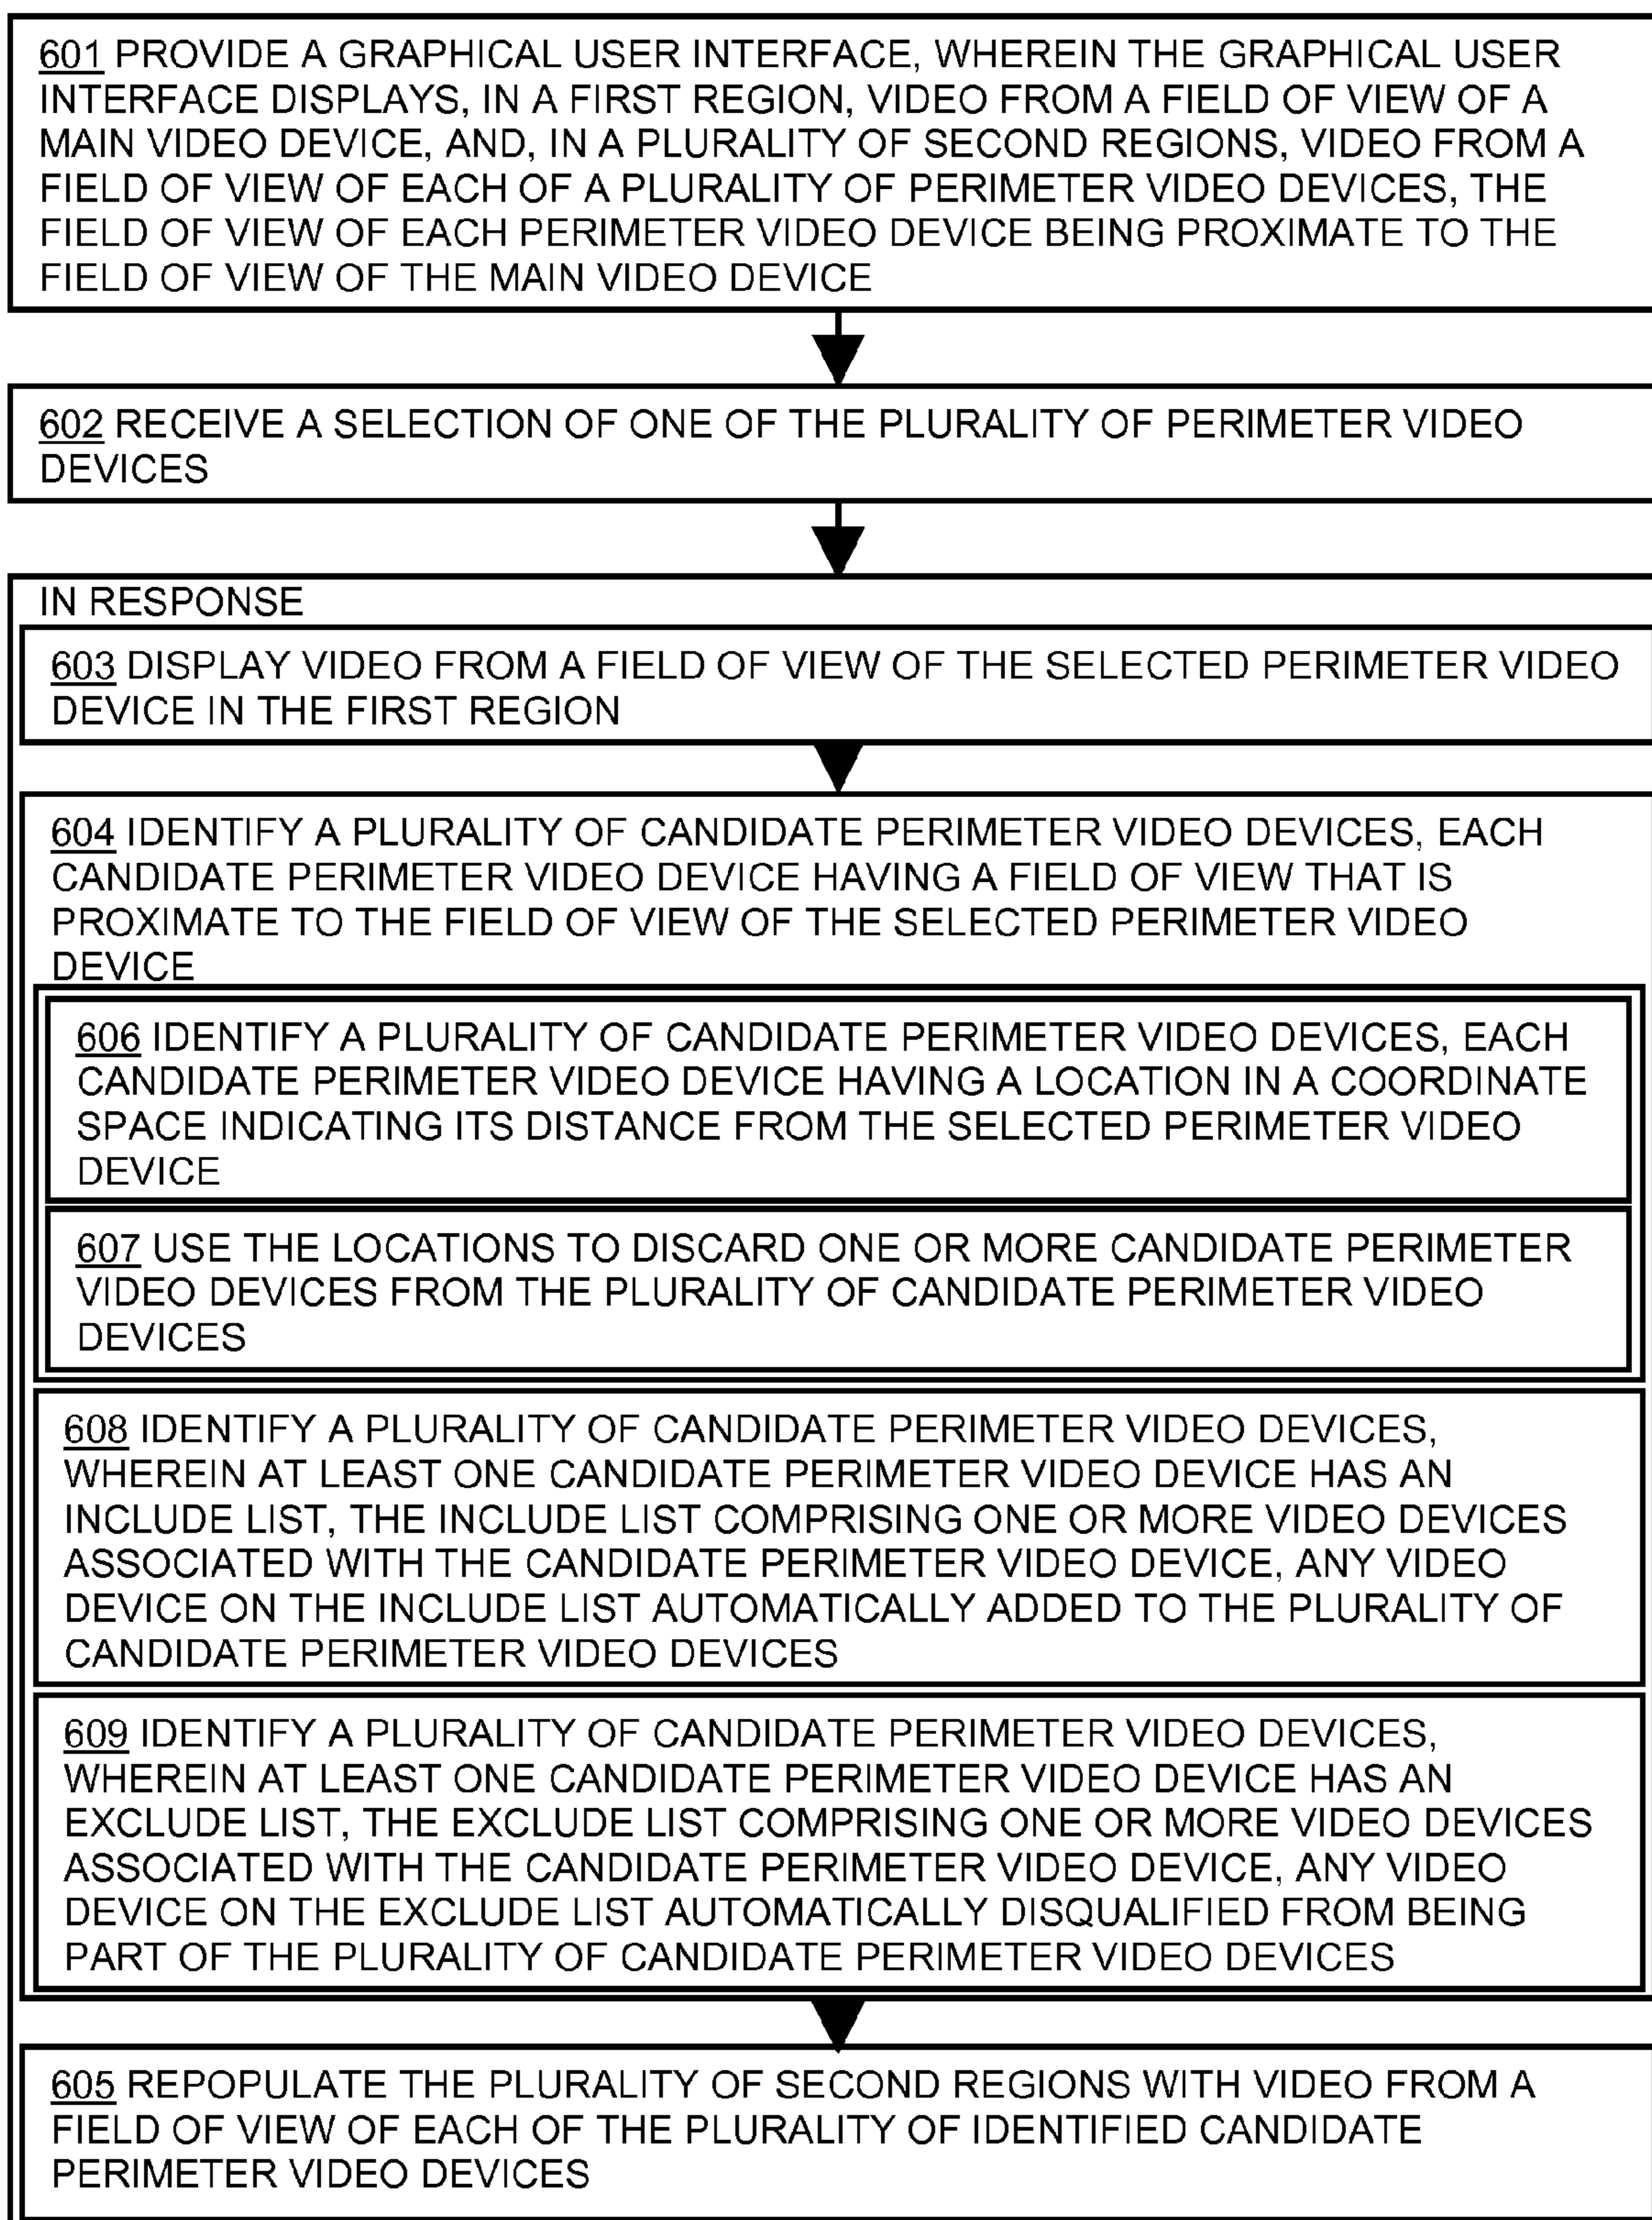 601 PROVIDE A GRAPHICAL USER INTERFACE, WHEREIN THE GRAPHICAL USER
INTERFACE DISPLAYS, IN A FIRST REGION, VIDEO FROM A FIELD OF VIEW OF A
MAIN VIDEO DEVICE, AND, IN A PLURALITY OF SECOND REGIONS, VIDEO FROM A
FIELD OF VIEW OF EACH OF A PLURALITY OF PERIMETER VIDEO DEVICES, THE
FIELD OF VIEW OF EACH PERIMETER VIDEO DEVICE BEING PROXIMATE TO THE
FIELD OF VIEW OF THE MAIN VIDEO DEVICE
602 RECEIVE A SELECTION OF ONE OF THE PLURALITY OF PERIMETER VIDEO
DEVICES
IN RESPONSE
603 DISPLAY VIDEO FROM A FIELD OF VIEW OF THE SELECTED PERIMETER VIDEO
DEVICE IN THE FIRST REGION
604 IDENTIFY A PLURALITY OF CANDIDATE PERIMETER VIDEO DEVICES, EACH
CANDIDATE PERIMETER VIDEO DEVICE HAVING A FIELD OF VIEW THAT IS
PROXIMATE TO THE FIELD OF VIEW OF THE SELECTED PERIMETER VIDEO
DEVICE
606 IDENTIFY A PLURALITY OF CANDIDATE PERIMETER VIDEO DEVICES, EACH
CANDIDATE PERIMETER VIDEO DEVICE HAVING A LOCATION IN A COORDINATE
SPACE INDICATING ITS DISTANCE FROM THE SELECTED PERIMETER VIDEO
DEVICE
607 USE THE LOCATIONS TO DISCARD ONE OR MORE CANDIDATE PERIMETER
VIDEO DEVICES FROM THE PLURALITY OF CANDIDATE PERIMETER VIDEO
DEVICES
608 IDENTIFY A PLURALITY OF CANDIDATE PERIMETER VIDEO DEVICES,
WHEREIN AT LEAST ONE CANDIDATE PERIMETER VIDEO DEVICE HAS AN
INCLUDE LIST, THE INCLUDE LIST COMPRISING ONE OR MORE VIDEO DEVICES
ASSOCIATED WITH THE CANDIDATE PERIMETER VIDEO DEVICE, ANY VIDEO
DEVICE ON THE INCLUDE LIST AUTOMATICALLY ADDED TO THE PLURALITY OF
CANDIDATE PERIMETER VIDEO DEVICES
609 IDENTIFY A PLURALITY OF CANDIDATE PERIMETER VIDEO DEVICES,
WHEREIN AT LEAST ONE CANDIDATE PERIMETER VIDEO DEVICE HAS AN
EXCLUDE LIST, THE EXCLUDE LIST COMPRISING ONE OR MORE VIDEO DEVICES
ASSOCIATED WITH THE CANDIDATE PERIMETER VIDEO DEVICE, ANY VIDEO
DEVICE ON THE EXCLUDE LIST AUTOMATICALLY DISQUALIFIED FROM BEING
PART OF THE PLURALITY OF CANDIDATE PERIMETER VIDEO DEVICES
605 REPOPULATE THE PLURALITY OF SECOND REGIONS WITH VIDEO FROM A
FIELD OF VIEW OF EACH OF THE PLURALITY OF IDENTIFIED CANDIDATE
PERIMETER VIDEO DEVICES